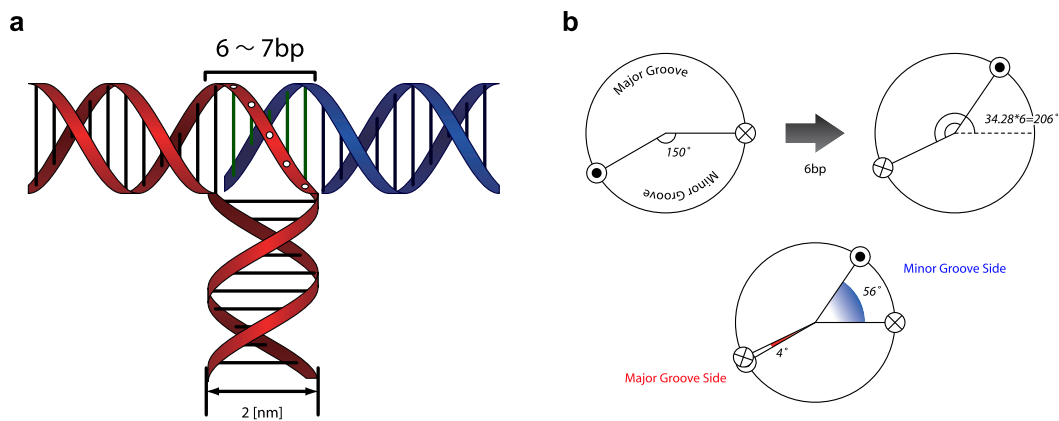 a
6 ～ 7bp
2 [nm]
b
Major Groove
150°
Minor Groove
6bp
34.28*6=206°
56°
Minor Groove Side
4°
Major Groove Side